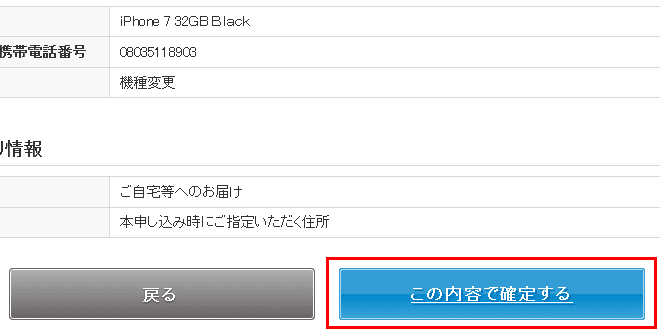 iPhone 7 32GB Black
携帯電話番号 08035118903
機種変更
情報
ご自宅等へのお届け
本申し込み時にご指定いただく住所
戻る この内容で確定する